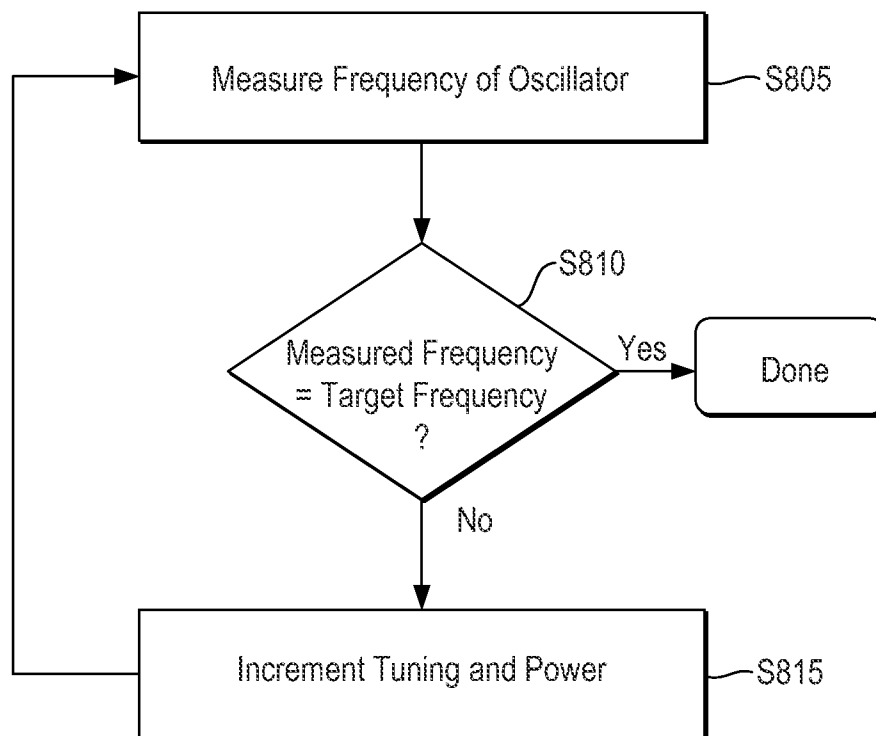 Measure Frequency of Oscillator
S805
S810
Measured Frequency
= Target Frequency
?
Yes
Done
No
Increment Tuning and Power
S815